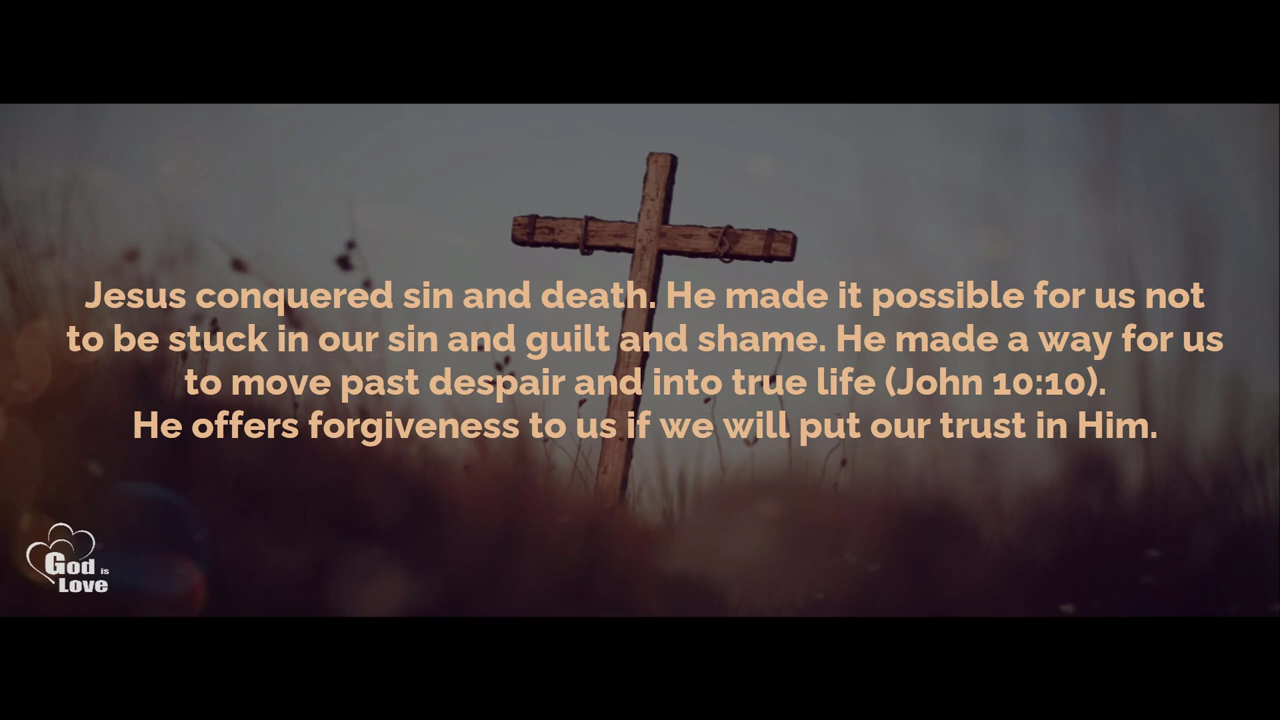 Jesus conquered sin and death. He made it possible for us not
to be stuck in our sin and guilt and shame. He made a way for us
to move past despair and into true life (John 10:10).
He offers forgiveness to us if we will put our trust in Him.
God is
Love